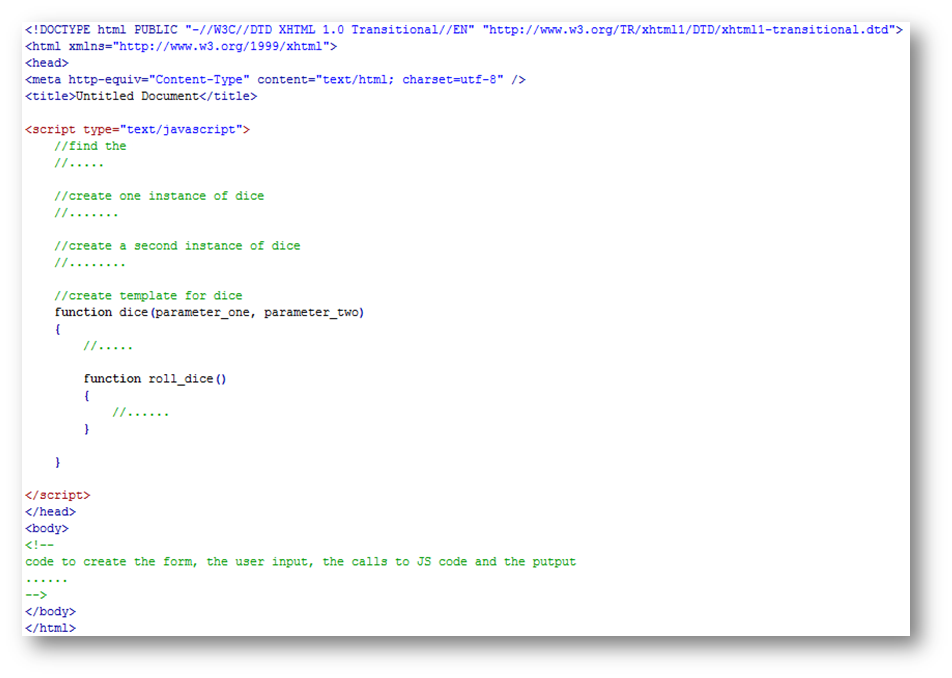 <!DOCTYPE html PUBLIC "-//W3C//DTD XHTML 1.0 Transitional//EN" "http://www.w3.org/TR/xhtml1/DTD/xhtml1-transitional.dtd">
<html xmlns="http://www.w3.org/1999/xhtml">
<head>
<meta http-equiv="Content-Type" content="text/html; charset=utf-8" />
<title>Untitled Document</title>
<script type="text/javascript">
//find the
//.....
//create one instance of dice
//.......
//create a second instance of dice
//........
//create template for dice
function dice(parameter_one, parameter_two)
{
//.....
function roll_dice()
{
//......
}
}
</script>
</head>
<body>
<!--
code to create the form, the user input, the calls to JS code and the putput
......
-->
</body>
</html>